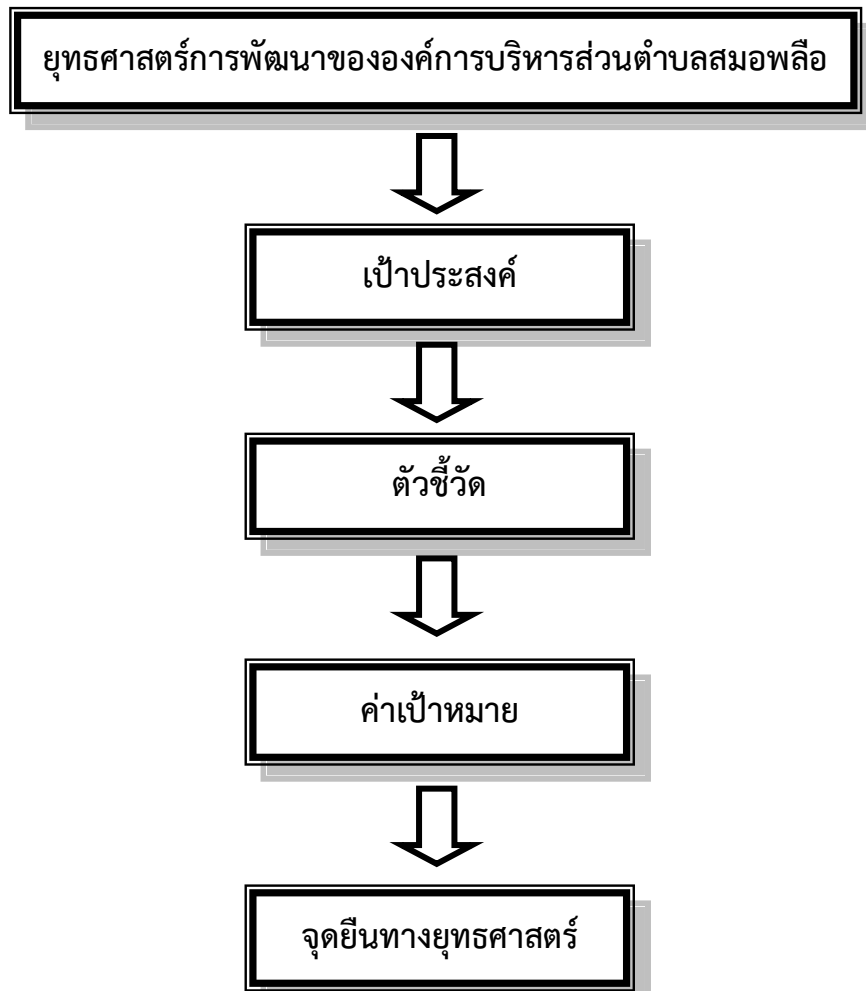 ยุทธศาสตร์การพัฒนาขององค์การบริหารส่วนตำบลสมอพลือ
เป้าประสงค์
ตัวชี้วัด
ค่าเป้าหมาย
จุดยืนทางยุทธศาสตร์